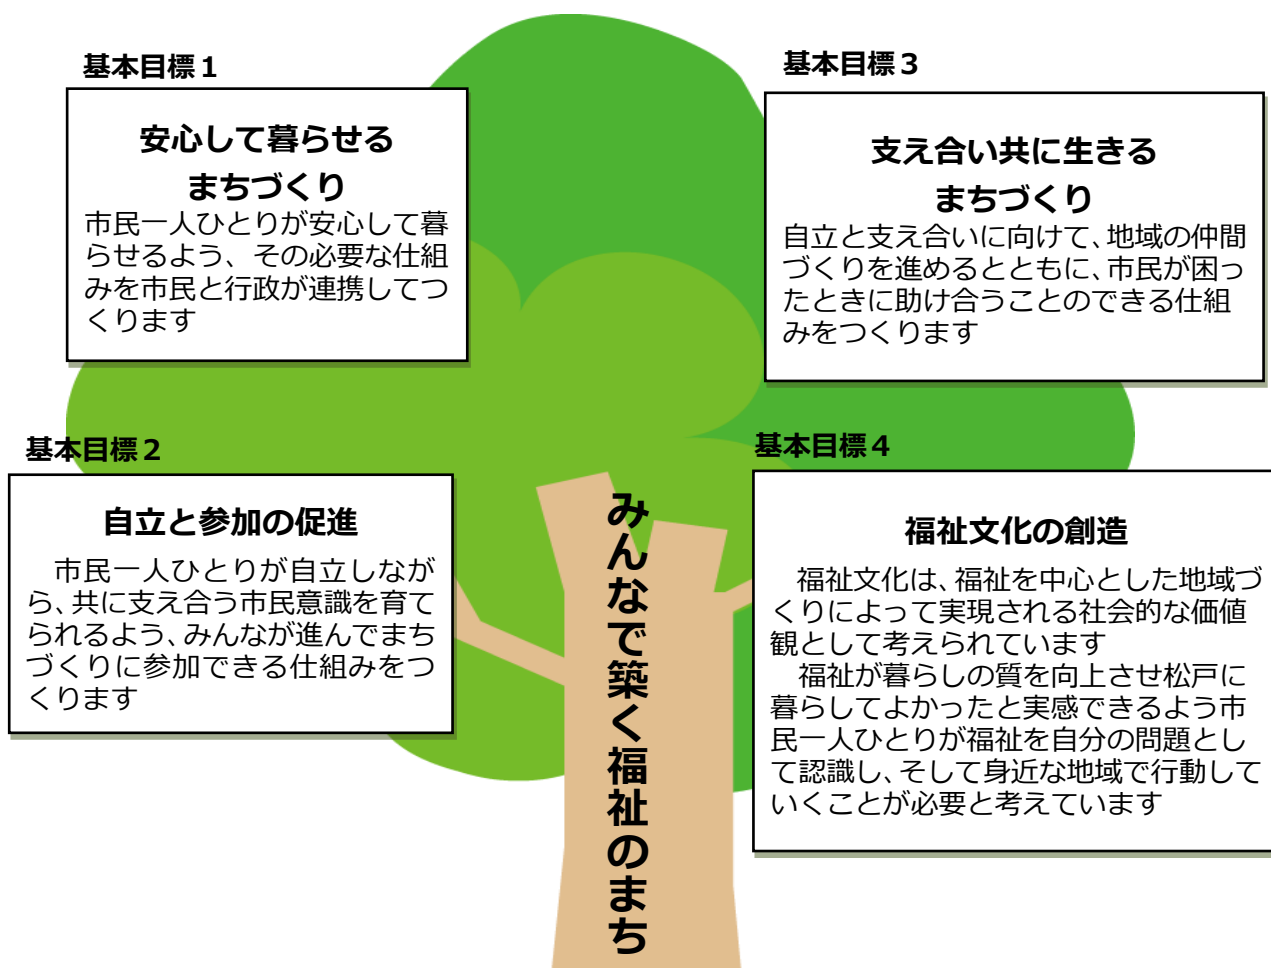 基本目標１
安心して暮らせる
まちづくり
市民一人ひとりが安心して暮
らせるよう、その必要な仕組
みを市民と行政が連携してつ
くります
基本目標２
自立と参加の促進
　市民一人ひとりが自立しなが
ら、共に支え合う市民意識を育て
られるよう、みんなが進んでまち
づくりに参加できる仕組みをつ
くります
みんなで築く福祉のまち
基本目標３
支え合い共に生きる
まちづくり
自立と支え合いに向けて、地域の仲間
づくりを進めるとともに、市民が困っ
たときに助け合うことのできる仕組
みをつくります
基本目標４
福祉文化の創造
　福祉文化は、福祉を中心とした地域づ
くりによって実現される社会的な価値
観として考えられています
　福祉が暮らしの質を向上させ松戸に
暮らしてよかったと実感できるよう市
民一人ひとりが福祉を自分の問題とし
て認識し、そして身近な地域で行動して
いくことが必要と考えています